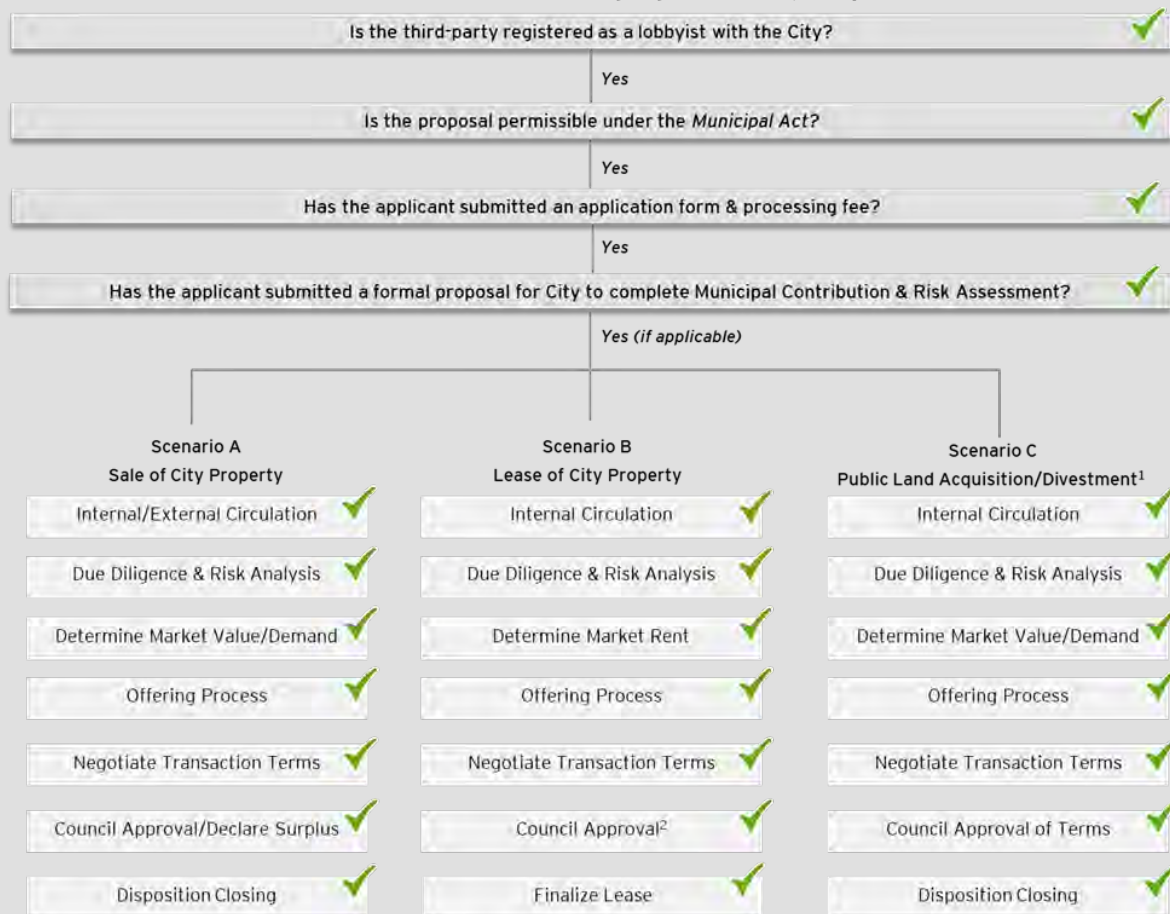 Is the third-party registered as a lobbyist with the City?
Yes
Is the proposal permissible under the Municipal Act?
Yes
Has the applicant submitted an application form & processing fee?
Yes
Has the applicant submitted a formal proposal for City to complete Municipal Contribution & Risk Assessment?
Yes (if applicable)
Scenario A
Sale of City Property
Internal/External Circulation
Due Diligence & Risk Analysis
Determine Market Value/Demand
Offering Process
Negotiate Transaction Terms
Council Approval/Declare Surplus
Disposition Closing
Scenario B
Lease of City Property
Internal Circulation
Due Diligence & Risk Analysis
Determine Market Rent
Offering Process
Negotiate Transaction Terms
Council Approval²
Finalize Lease
Scenario C
Public Land Acquisition/Divestment¹
Internal Circulation
Due Diligence & Risk Analysis
Determine Market Value/Demand
Offering Process
Negotiate Transaction Terms
Council Approval of Terms
Disposition Closing